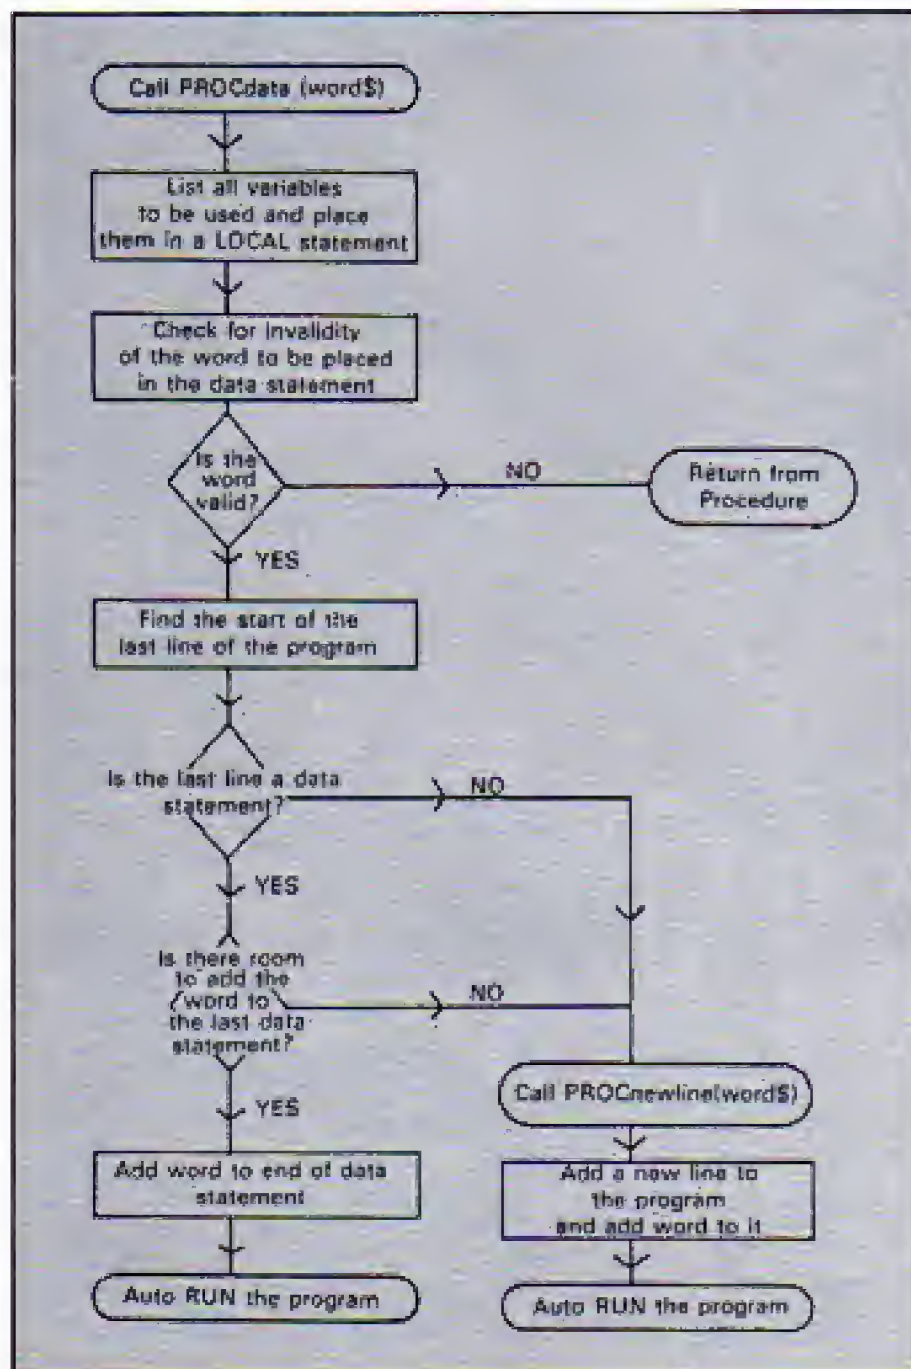 Call PROCdata (word$)
List all variables
to be used and place
them in a LOCAL statement
Check for invalidity
of the word to be placed
in the data statement
Is the
word
valid?
NO
Return from
Procedure
YES
Find the start of the
last line of the program
Is the last line a data
statement?
NO
YES
Is there room
to add the
word to
the last data
statement?
NO
YES
Call PROCnewline(word$)
Add word to end of data
statement
Add a new line to
the program
and add word to it
Auto RUN the program
Auto RUN the program